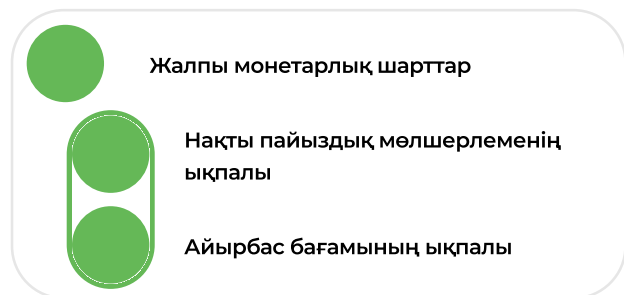 Жалпы монетарлық шарттар
Нақты пайыздық мөлшерлеменің
ықпалы
Айырбас бағамының ықпалы